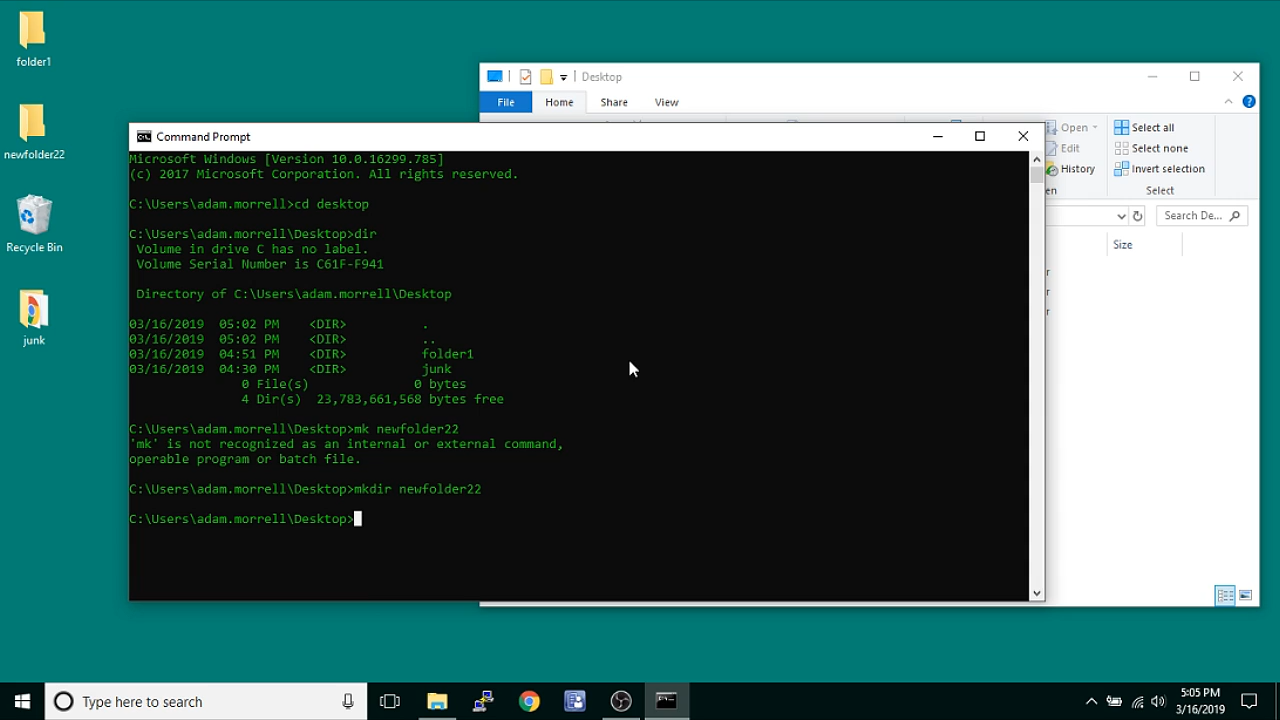 folder1
newfolder22
Recycle Bin
junk
Desktop
File Home Share View
Open
Select all
Edit
Select none
History
Invert selection
Select
Search De...
Size
Command Prompt
Microsoft Windows [Version 10.0.16299.785]
(c) 2017 Microsoft Corporation. All rights reserved.
C:\Users\adam.morrell>cd desktop
C:\Users\adam.morrell\Desktop>dir
Volume in drive C has no label.
Volume Serial Number is C61F-F941
Directory of C:\Users\adam.morrell\Desktop
03/16/2019 05:02 PM <DIR> .
03/16/2019 05:02 PM <DIR> ..
03/16/2019 04:51 PM <DIR> folder1
03/16/2019 04:30 PM <DIR> junk
0 File(s) 0 bytes
4 Dir(s) 23,783,661,568 bytes free
C:\Users\adam.morrell\Desktop>mk newfolder22
'mk' is not recognized as an internal or external command,
operable program or batch file.
C:\Users\adam.morrell\Desktop>mkdir newfolder22
C:\Users\adam.morrell\Desktop>
Type here to search
5:05 PM
3/16/2019